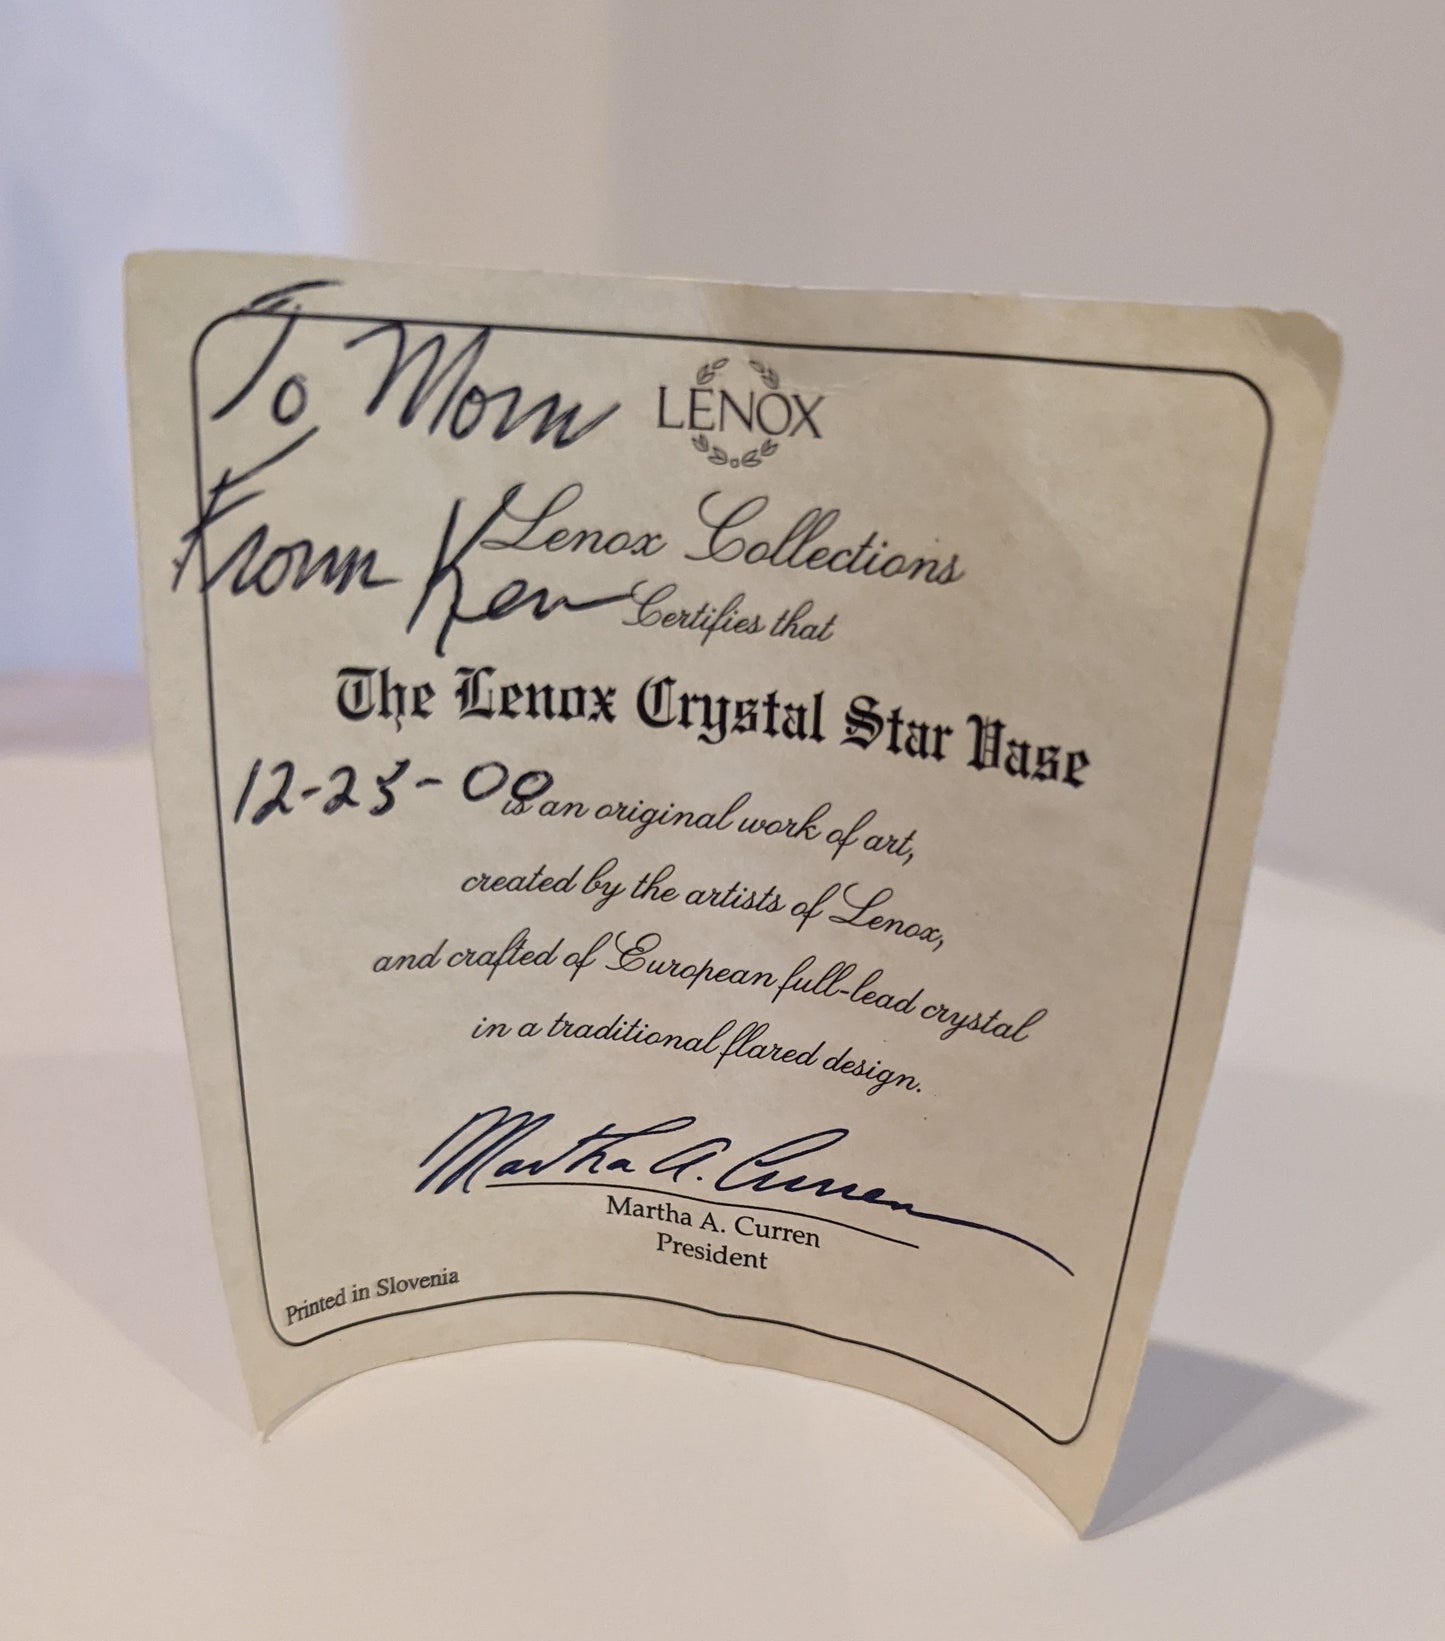 To Mom
LENOX
From Ken
Lenox Collections
Certifies that
The Lenox Crystal Star Vase
12-25-00
is an original work of art,
created by the artists of Lenox,
and crafted of European full-lead crystal
in a traditional flared design.
Martha A. Curren
Martha A. Curren
President
Printed in Slovenia